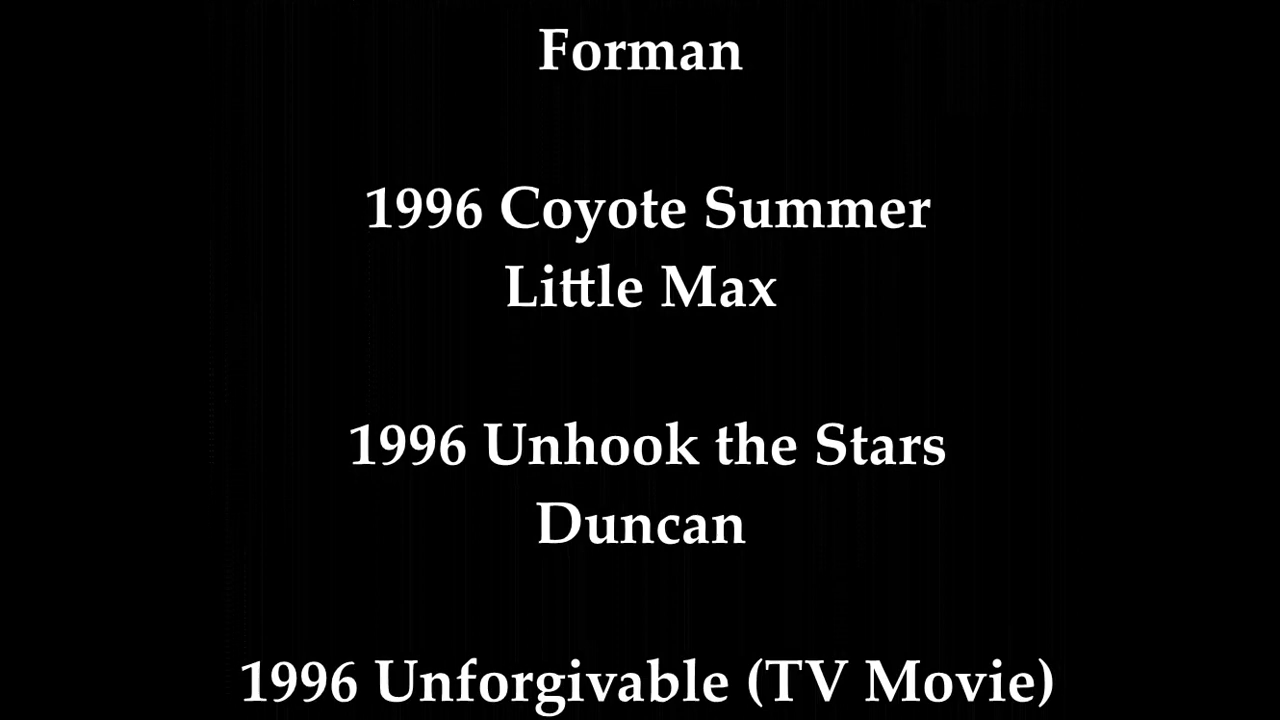 Forman
1996 Coyote Summer
Little Max
1996 Unhook the Stars
Duncan
1996 Unforgivable (TV Movie)